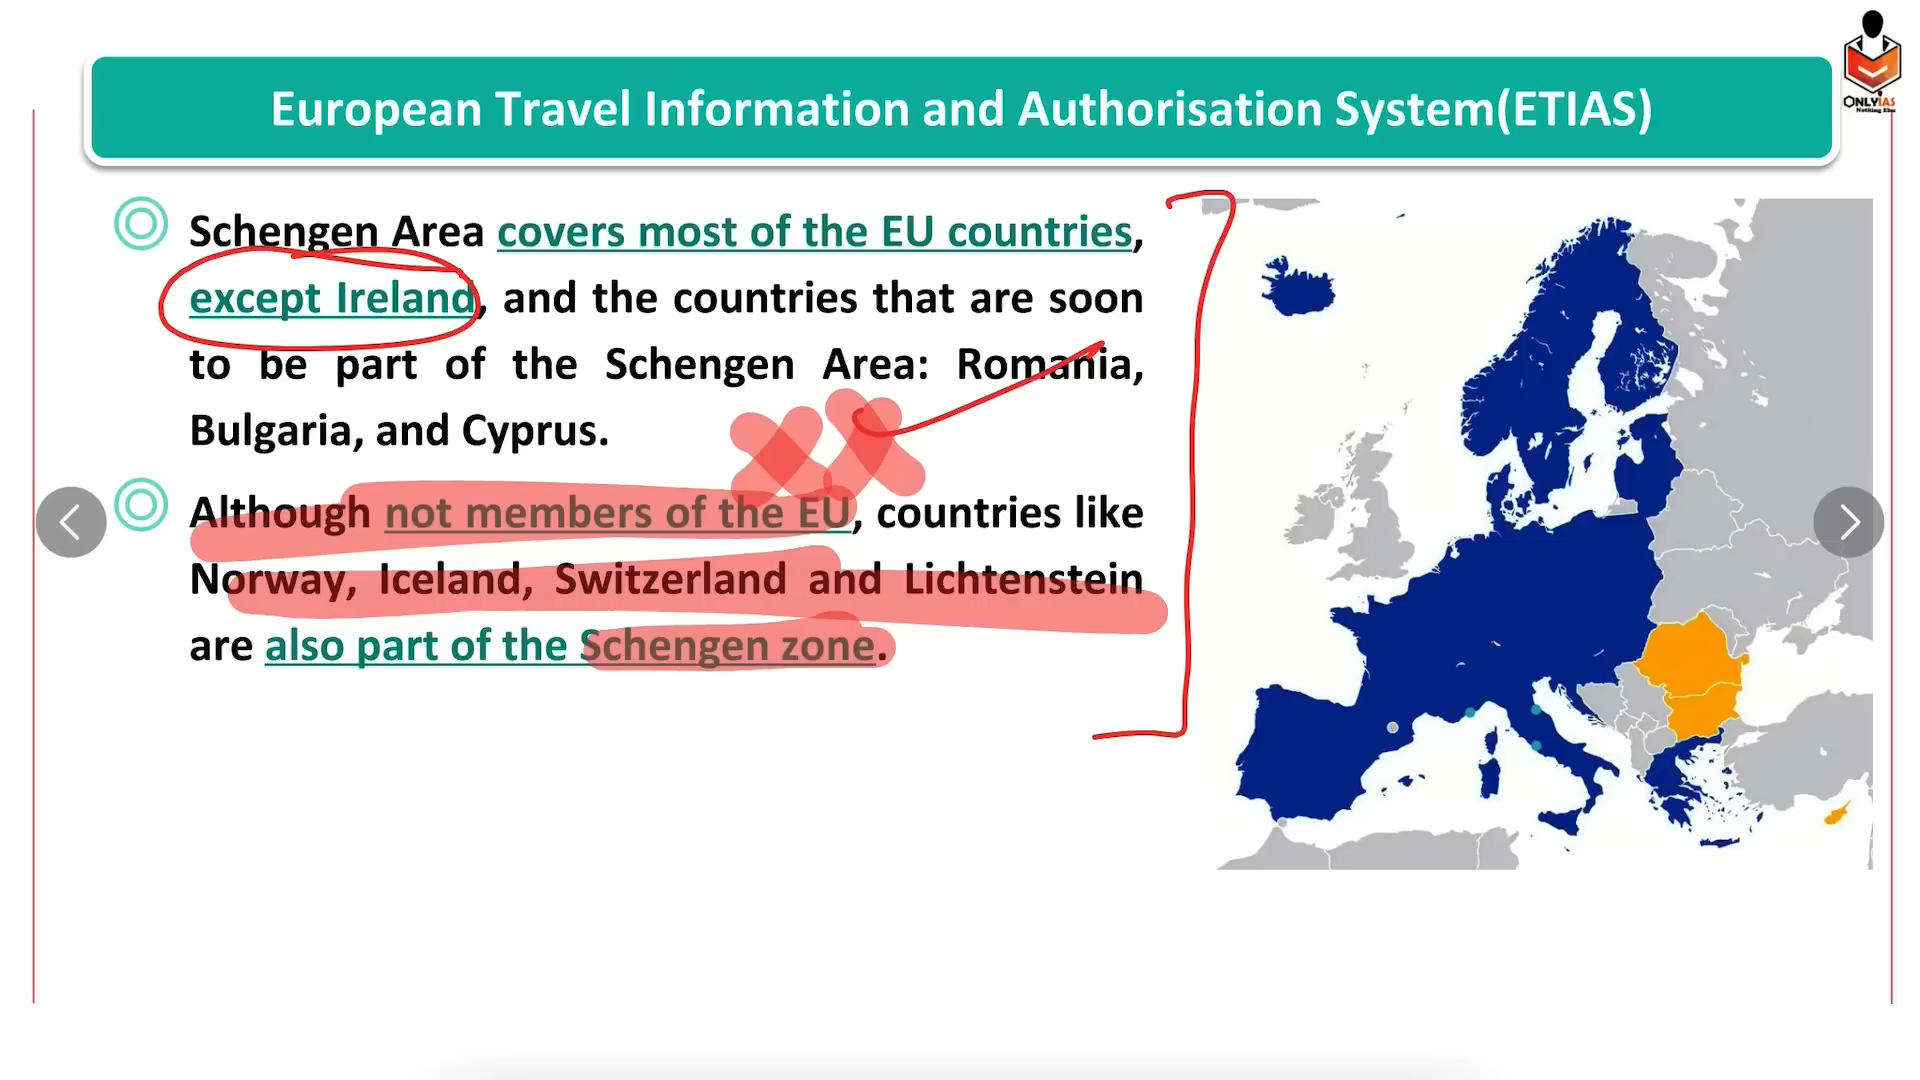 ONLYIAS
Nothing Else
European Travel Information and Authorisation System(ETIAS)
Schengen Area covers most of the EU countries,
except Ireland, and the countries that are soon
to be part of the Schengen Area: Romania,
Bulgaria, and Cyprus.
Although not members of the EU, countries like
Norway, Iceland, Switzerland and Lichtenstein
are also part of the Schengen zone.